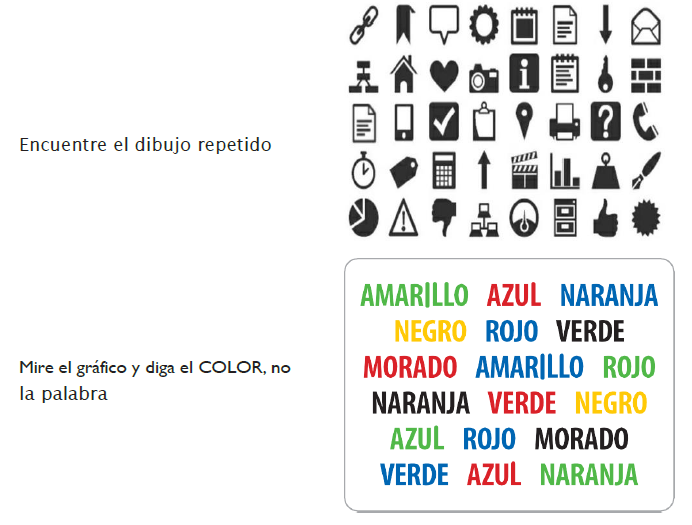 Encuentre el dibujo repetido
Mire el gráfico y diga el COLOR, no
la palabra
AMARILLO AZUL NARANJA
NEGRO ROJO VERDE
MORADO AMARILLO ROJO
NARANJA VERDE NEGRO
AZUL ROJO MORADO
VERDE AZUL NARANJA